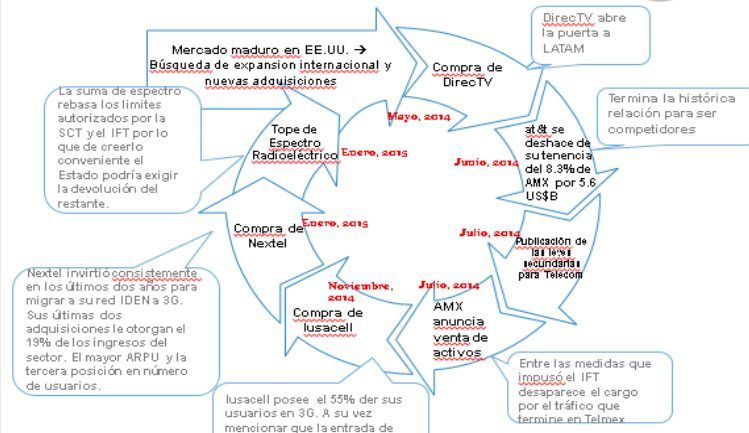 Mercado maduro en EE.UU. →
Búsqueda de expansion internacional y
nuevas adquisiciones
Compra de
DirecTV
Mayo, 2014
DirecTV abre
la puerta a
LATAM
at&t se
deshace de
su tenencia
del 8.3% de
AMX por 5.6
US$B
Junio, 2014
Termina la histórica
relación para ser
competidores
Publicación de
las leyes
secundarias
para Telecom
Julio, 2014
AMX
anuncia
venta de
activos
Julio, 2014
Entre las medidas que
impusó el IFT
desaparece el cargo
por el tráfico que
termine en Telmex
Compra de
Iusacell
Noviembre,
2014
Iusacell posee el 55% der sus
usuarios en 3G. A su vez
mencionar que la entrada de
Compra de
Nextel
Enero, 2015
Nextel invirtió consistemente
en los últimos dos años para
migrar a su red IDEN a 3G.
Sus últimas dos
adquisiciones le otorgan el
19% de los ingresos del
sector. El mayor ARPU y la
tercera posición en número
de usuarios.
Tope de
Espectro
Radioeléctrico
Enero, 2015
La suma de espectro
rebasa los limites
autorizados por la
SCT y el IFT por lo
que de creerlo
conveniente el
Estado podría exigir
la devolución del
restante.